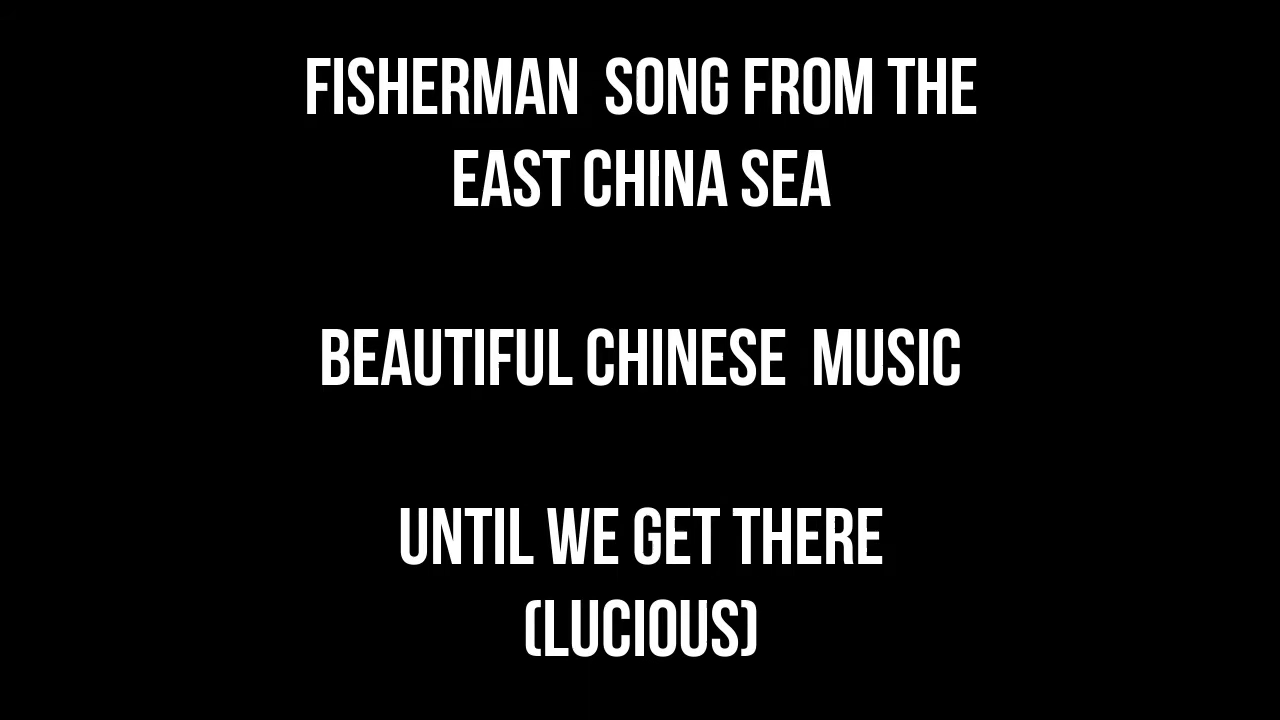 FISHERMAN  SONG FROM THE
EAST CHINA SEA
BEAUTIFUL CHINESE  MUSIC
UNTIL WE GET THERE
(LUCIOUS)